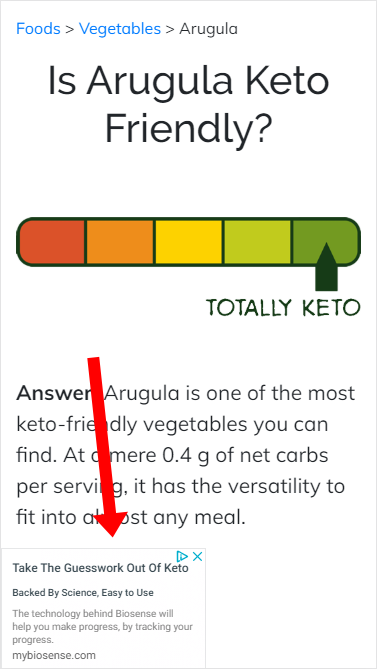 Foods > Vegetables > Arugula
Is Arugula Keto
Friendly?
TOTALLY KETO
Answer: Arugula is one of the most
keto-friendly vegetables you can
find. At a mere 0.4 g of net carbs
per serving, it has the versatility to
fit into almost any meal.
Take The Guesswork Out Of Keto
Backed By Science, Easy to Use
The technology behind Biosense will
help you make progress, by tracking your
progress.
mybiosense.com